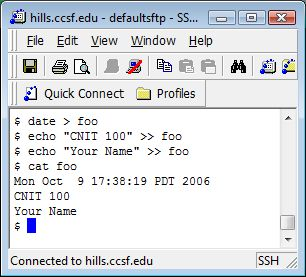 hills.ccsf.edu - defaultsftp - SS...
File Edit View Window Help
Quick Connect Profiles
$ date > foo
$ echo "CNIT 100" >> foo
$ echo "Your Name" >> foo
$ cat foo
Mon Oct  9 17:38:19 PDT 2006
CNIT 100
Your Name
$
Connected to hills.ccsf.edu SSH